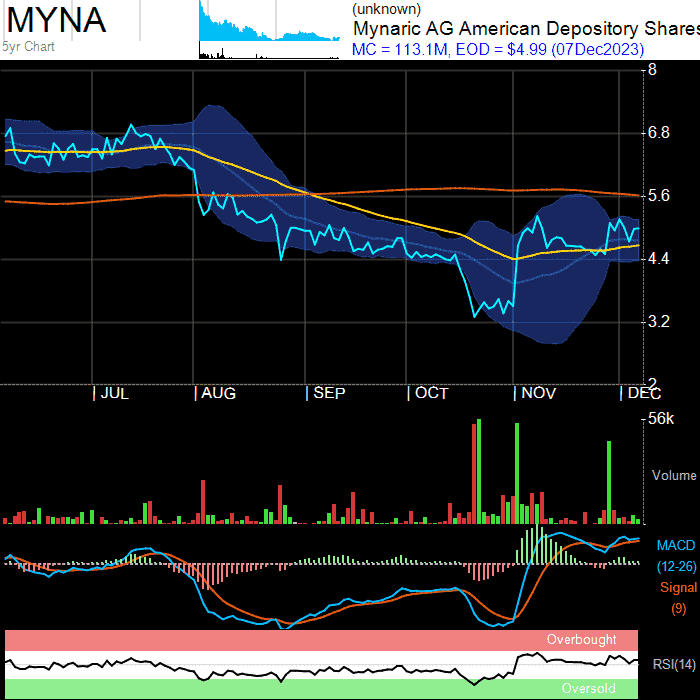 MYNA
5yr Chart
(unknown)
Mynaric AG American Depository Shares
MC = 113.1M, EOD = $4.99 (07Dec2023)
8
6.8
5.6
4.4
3.2
2
JUL AUG SEP OCT NOV DEC
56k
Volume
MACD
(12-26)
Signal
(9)
Overbought
RSI(14)
Oversold